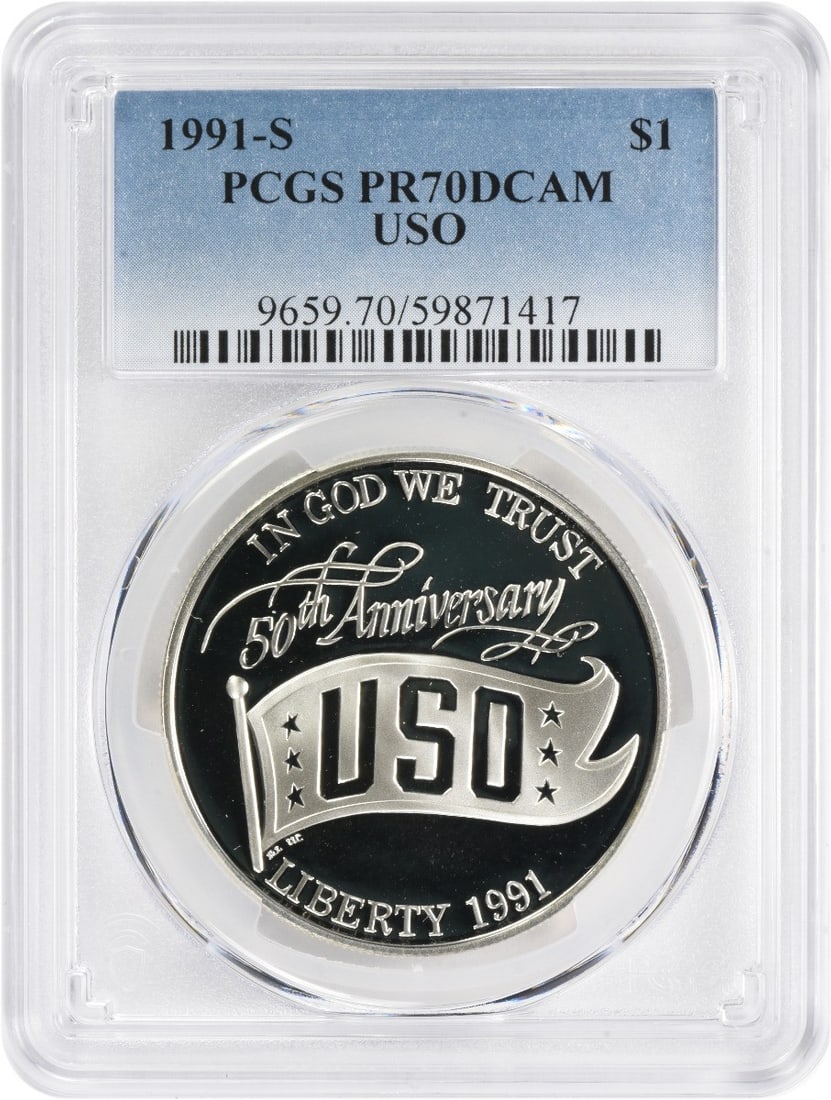 1991-S $1
PCGS PR70DCAM
USO
9659.70/59871417
IN GOD WE TRUST
50th Anniversary
USO
LIBERTY 1991